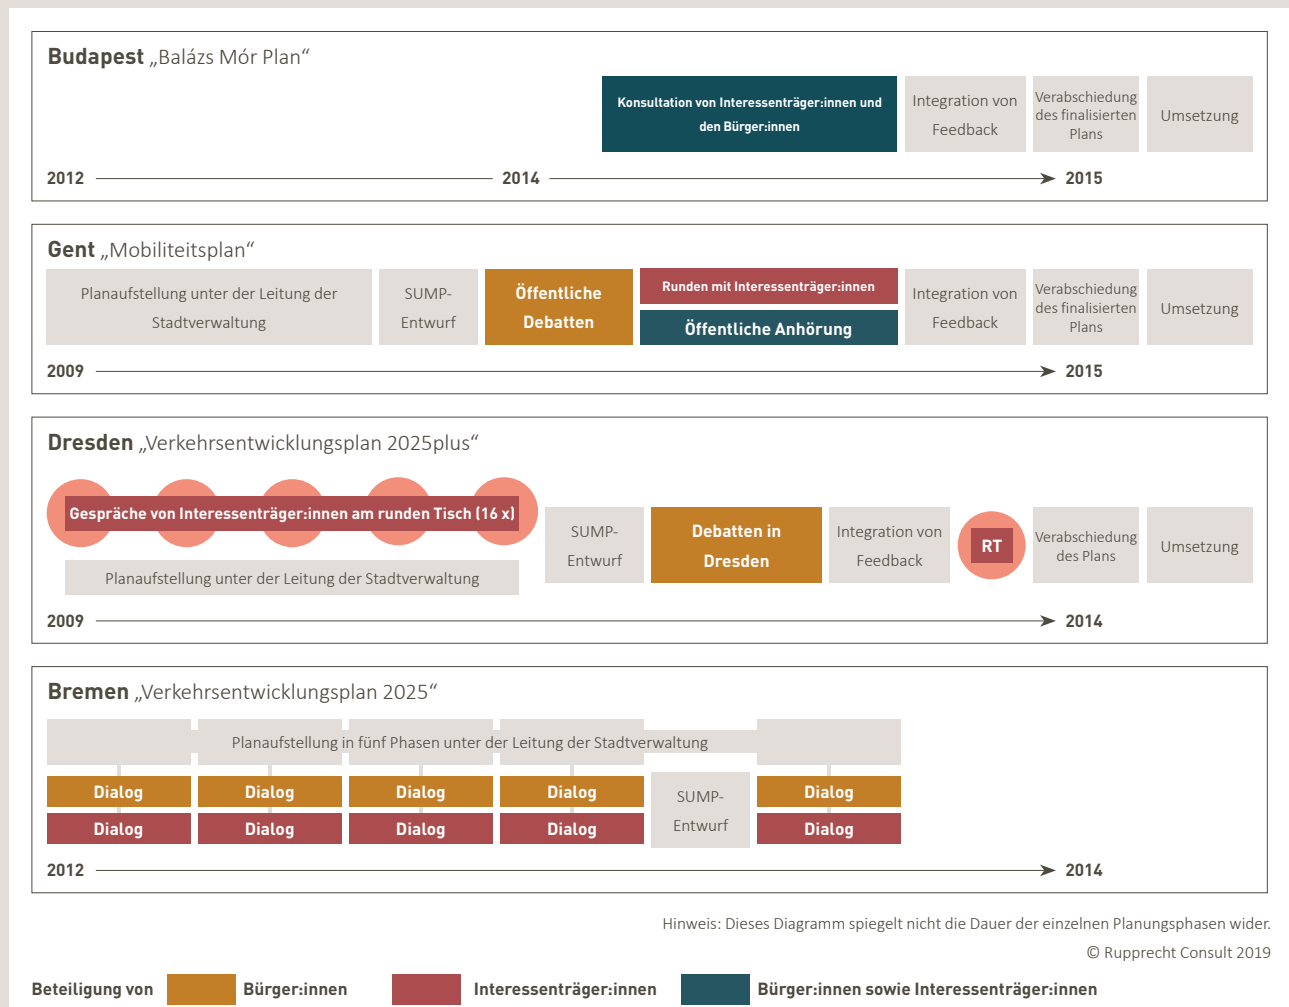 Budapest „Balázs Mór Plan“
Konsultation von Interessenträger:innen und
den Bürger:innen
Integration von
Feedback
Verabschiedung
des finalisierten
Plans
Umsetzung
2012
2014
2015
Gent „Mobiliteitsplan“
Planaufstellung unter der Leitung der
Stadtverwaltung
SUMP-
Entwurf
Öffentliche
Debatten
Runden mit Interessenträger:innen
Öffentliche Anhörung
Integration von
Feedback
Verabschiedung
des finalisierten
Plans
Umsetzung
2009
2015
Dresden „Verkehrsentwicklungsplan 2025plus“
Gespräche von Interessenträger:innen am runden Tisch (16 x)
Planaufstellung unter der Leitung der Stadtverwaltung
SUMP-
Entwurf
Debatten in
Dresden
Integration von
Feedback
RT
Verabschiedung
des Plans
Umsetzung
2009
2014
Bremen „Verkehrsentwicklungsplan 2025“
Planaufstellung in fünf Phasen unter der Leitung der Stadtverwaltung
Dialog
Dialog
Dialog
Dialog
Dialog
Dialog
Dialog
Dialog
SUMP-
Entwurf
Dialog
Dialog
2012
2014
Hinweis: Dieses Diagramm spiegelt nicht die Dauer der einzelnen Planungsphasen wider.
© Rupprecht Consult 2019
Beteiligung von
Bürger:innen
Interessenträger:innen
Bürger:innen sowie Interessenträger:innen